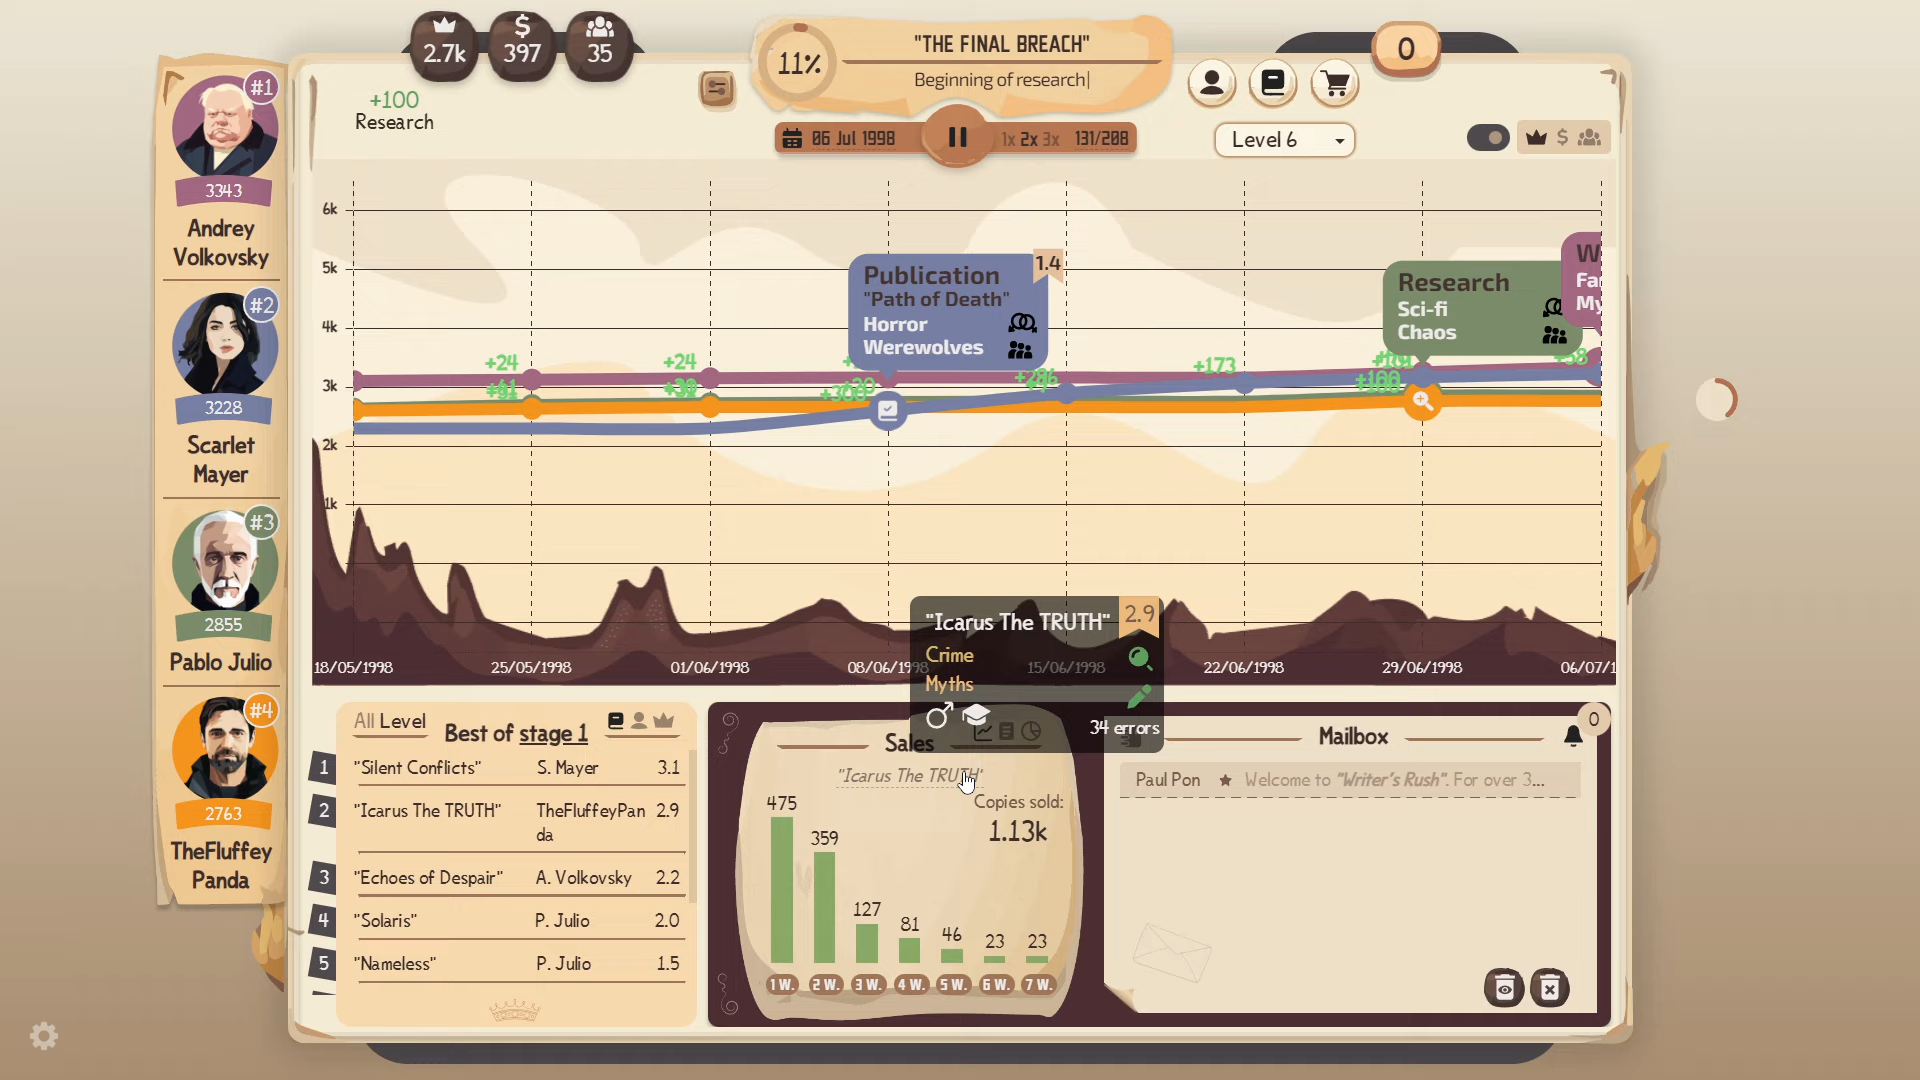 2.7k
397
35
11%
"THE FINAL BREACH"
Beginning of research
0
+100
Research
06 Jul 1998
1x 2x 3x
131/208
Level 6
$
#1
3343
Andrey
Volkovsky
#2
3228
Scarlet
Mayer
#3
2855
Pablo Julio
#4
2763
TheFluffey
Panda
6k
5k
4k
3k
2k
1k
Publication
"Path of Death"
Horror
Werewolves
1.4
Research
Sci-fi
Chaos
W
Fa
My
+24
+24
+173
18/05/1998
25/05/1998
01/06/1998
08/06/1998
15/06/1998
22/06/1998
29/06/1998
06/07/1
"Icarus The TRUTH"
2.9
Crime
Myths
34 errors
All Level
Best of stage 1
1 "Silent Conflicts" S. Mayer 3.1
2 "Icarus The TRUTH" TheFluffeyPan 2.9
da
3 "Echoes of Despair" A. Volkovsky 2.2
4 "Solaris" P. Julio 2.0
5 "Nameless" P. Julio 1.5
Sales
"Icarus The TRUTH"
Copies sold:
1.13k
475
359
127
81
46
23
23
1 W. 2 W. 3 W. 4 W. 5 W. 6 W. 7 W.
Mailbox
0
Paul Pon ★ Welcome to "Writer's Rush". For over 3...